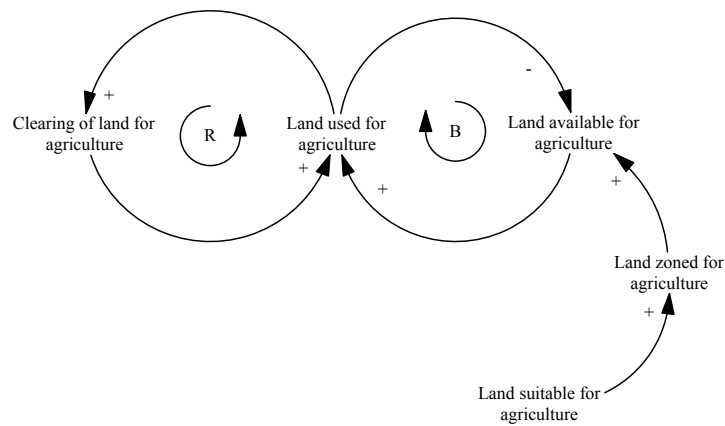 +
-
Clearing of land for
agriculture
R
Land used for
agriculture
B
Land available for
agriculture
+
+
+
Land zoned for
agriculture
+
Land suitable for
agriculture